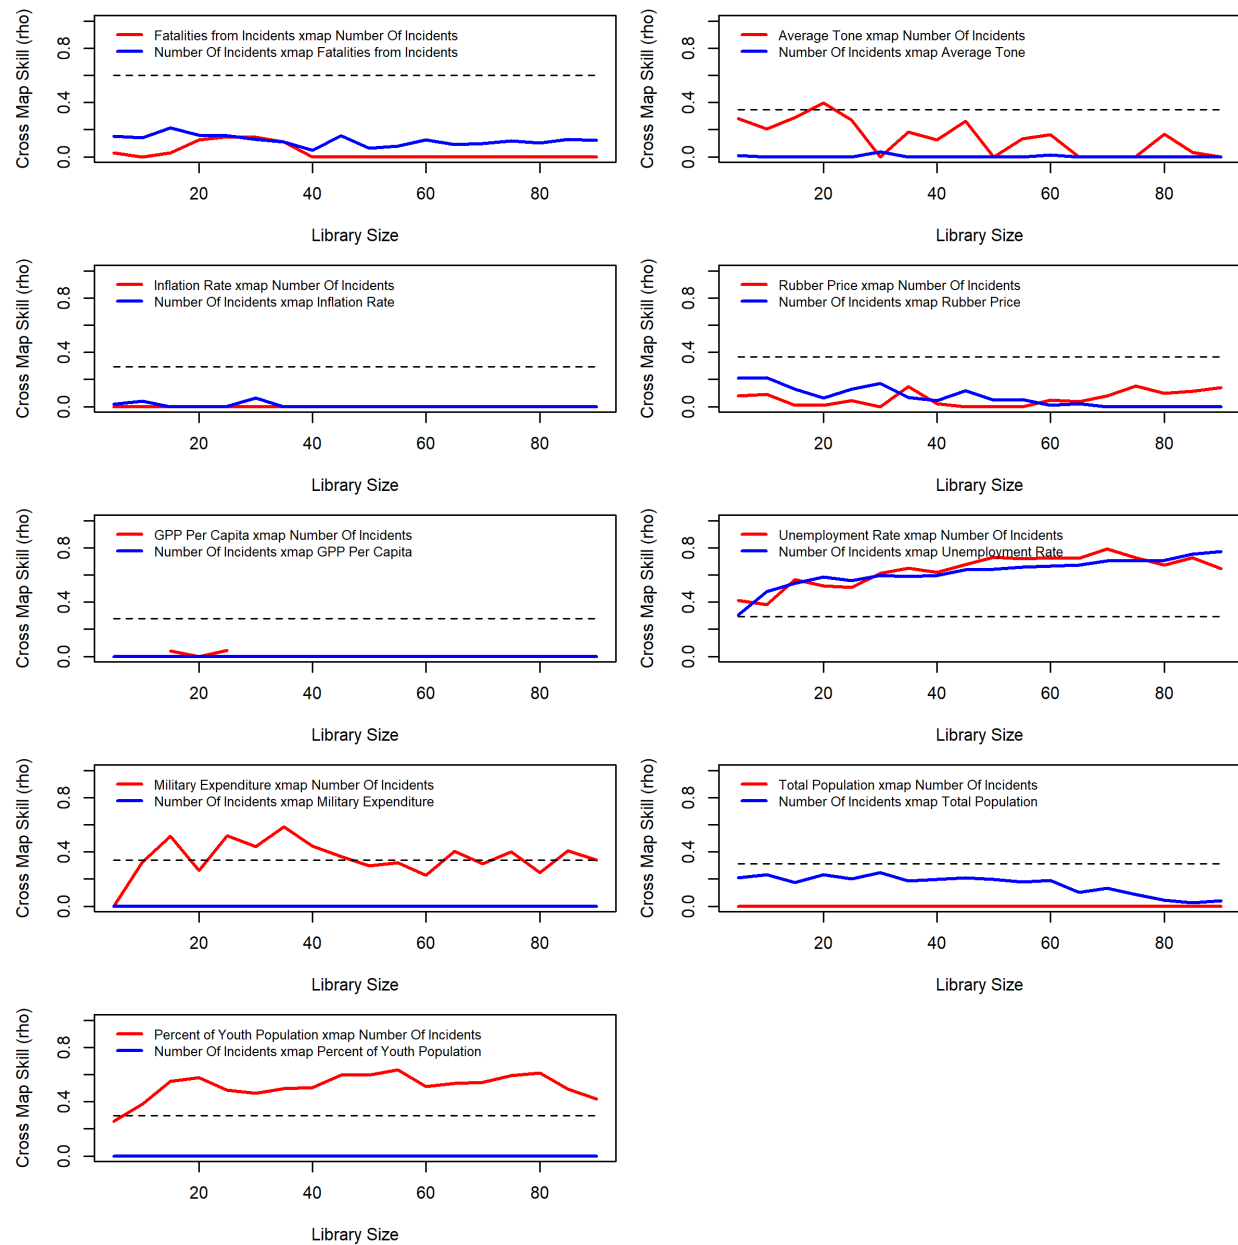 Fatalities from Incidents xmap Number Of Incidents
Number Of Incidents xmap Fatalities from Incidents
Cross Map Skill (rho)
0.8
0.4
0.0
20 40 60 80
Library Size
Average Tone xmap Number Of Incidents
Number Of Incidents xmap Average Tone
Cross Map Skill (rho)
0.8
0.4
0.0
20 40 60 80
Library Size
Inflation Rate xmap Number Of Incidents
Number Of Incidents xmap Inflation Rate
Cross Map Skill (rho)
0.8
0.4
0.0
20 40 60 80
Library Size
Rubber Price xmap Number Of Incidents
Number Of Incidents xmap Rubber Price
Cross Map Skill (rho)
0.8
0.4
0.0
20 40 60 80
Library Size
GPP Per Capita xmap Number Of Incidents
Number Of Incidents xmap GPP Per Capita
Cross Map Skill (rho)
0.8
0.4
0.0
20 40 60 80
Library Size
Unemployment Rate xmap Number Of Incidents
Number Of Incidents xmap Unemployment Rate
Cross Map Skill (rho)
0.8
0.4
0.0
20 40 60 80
Library Size
Military Expenditure xmap Number Of Incidents
Number Of Incidents xmap Military Expenditure
Cross Map Skill (rho)
0.8
0.4
0.0
20 40 60 80
Library Size
Total Population xmap Number Of Incidents
Number Of Incidents xmap Total Population
Cross Map Skill (rho)
0.8
0.4
0.0
20 40 60 80
Library Size
Percent of Youth Population xmap Number Of Incidents
Number Of Incidents xmap Percent of Youth Population
Cross Map Skill (rho)
0.8
0.4
0.0
20 40 60 80
Library Size